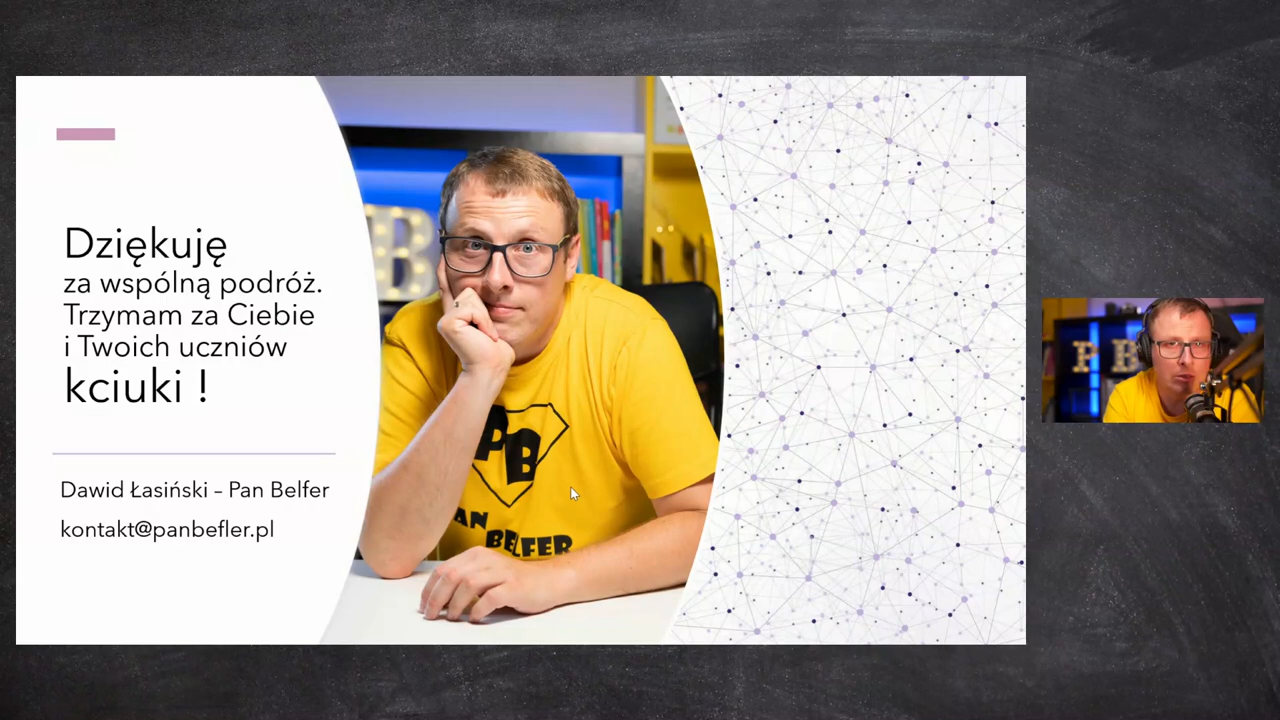 Dziękuję
za wspólną podróż.
Trzymam za Ciebie
i Twoich uczniów
kciuki !
Dawid Łasiński – Pan Belfer
kontakt@panbefler.pl
B
PB
PAN
BELFER
P B